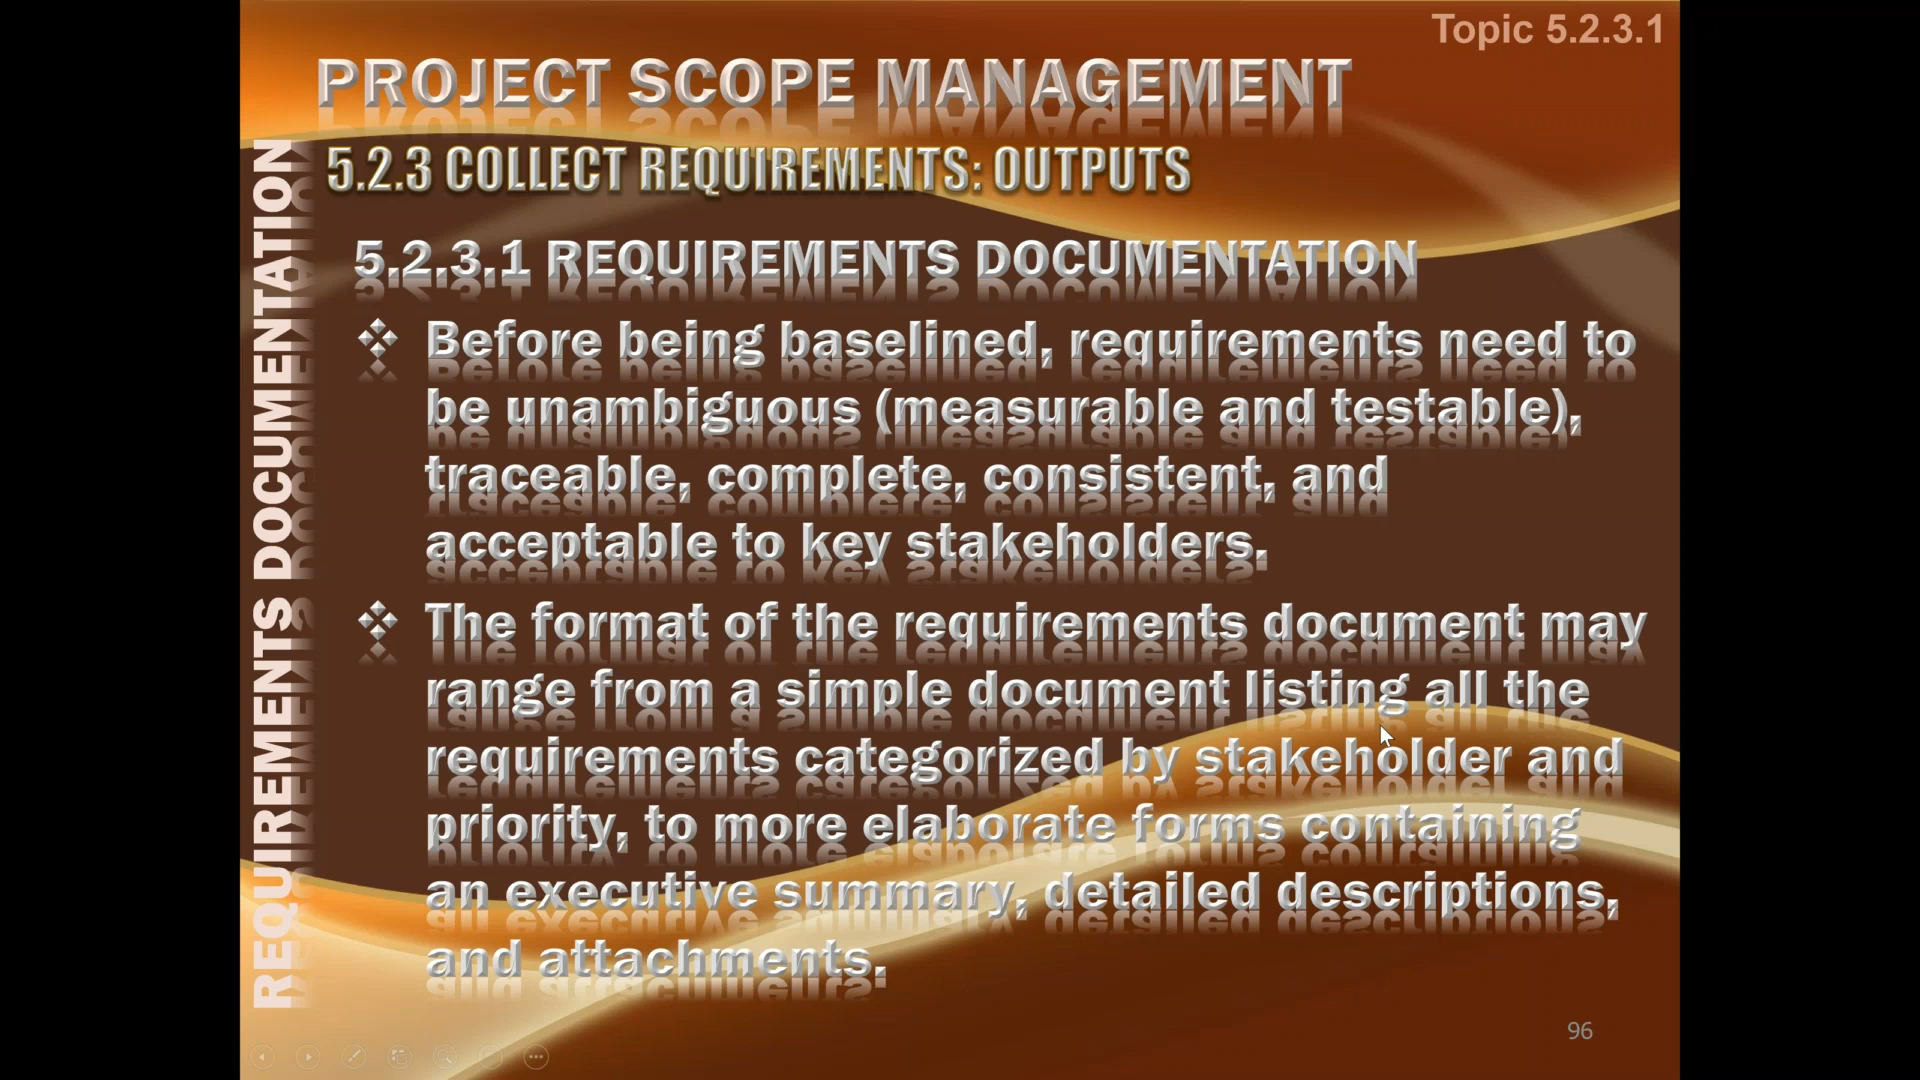 Topic 5.2.3.1
PROJECT SCOPE MANAGEMENT
5.2.3 COLLECT REQUIREMENTS: OUTPUTS
REQUIREMENTS DOCUMENTATION
5.2.3.1 REQUIREMENTS DOCUMENTATION
❖ Before being baselined, requirements need to
be unambiguous (measurable and testable),
traceable, complete, consistent, and
acceptable to key stakeholders.
❖ The format of the requirements document may
range from a simple document listing all the
requirements categorized by stakeholder and
priority, to more elaborate forms containing
an executive summary, detailed descriptions,
and attachments.
96